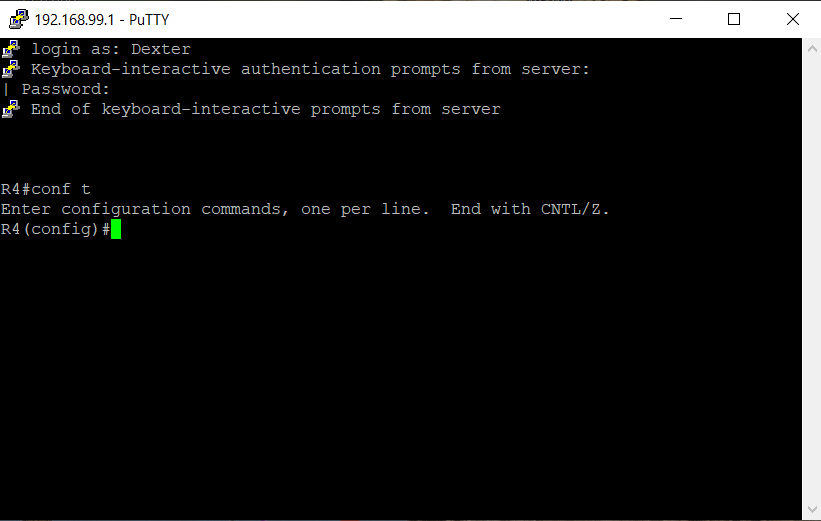 192.168.99.1 - PuTTY
login as: Dexter
Keyboard-interactive authentication prompts from server:
| Password:
End of keyboard-interactive prompts from server
R4#conf t
Enter configuration commands, one per line.  End with CNTL/Z.
R4(config)#